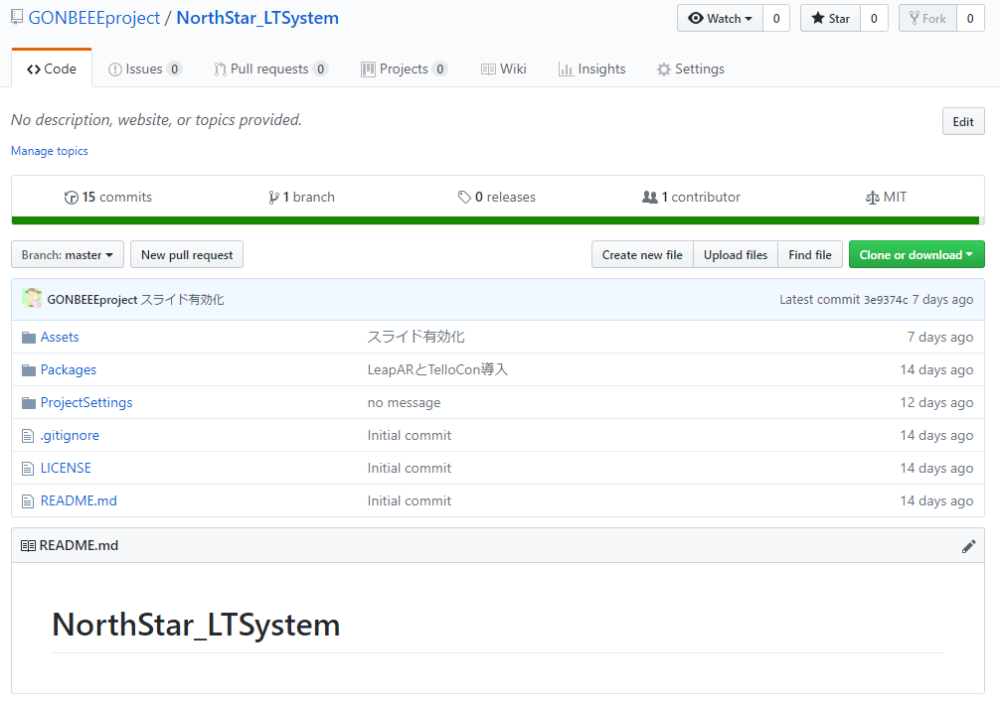 GONBEEEproject / NorthStar_LTSystem
Watch 0 Star 0 Fork 0
Code Issues 0 Pull requests 0 Projects 0 Wiki Insights Settings
No description, website, or topics provided. Edit
Manage topics
15 commits 1 branch 0 releases 1 contributor MIT
Branch: master New pull request Create new file Upload files Find file Clone or download
GONBEEEproject スライド有効化 Latest commit 3e9374c 7 days ago
Assets スライド有効化 7 days ago
Packages LeapARとTelloCon導入 14 days ago
ProjectSettings no message 12 days ago
.gitignore Initial commit 14 days ago
LICENSE Initial commit 14 days ago
README.md Initial commit 14 days ago
README.md
NorthStar_LTSystem